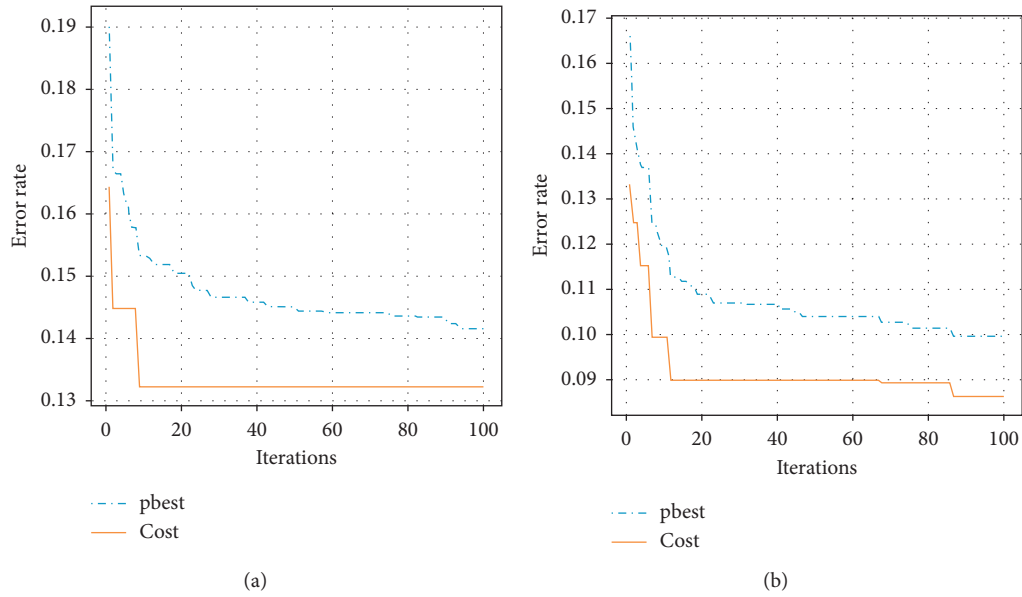 0.19
0.18
0.17
0.16
0.15
0.14
0.13
Error rate
0 20 40 60 80 100
Iterations
pbest
Cost
(a)
0.17
0.16
0.15
0.14
0.13
0.12
0.11
0.10
0.09
Error rate
0 20 40 60 80 100
Iterations
pbest
Cost
(b)